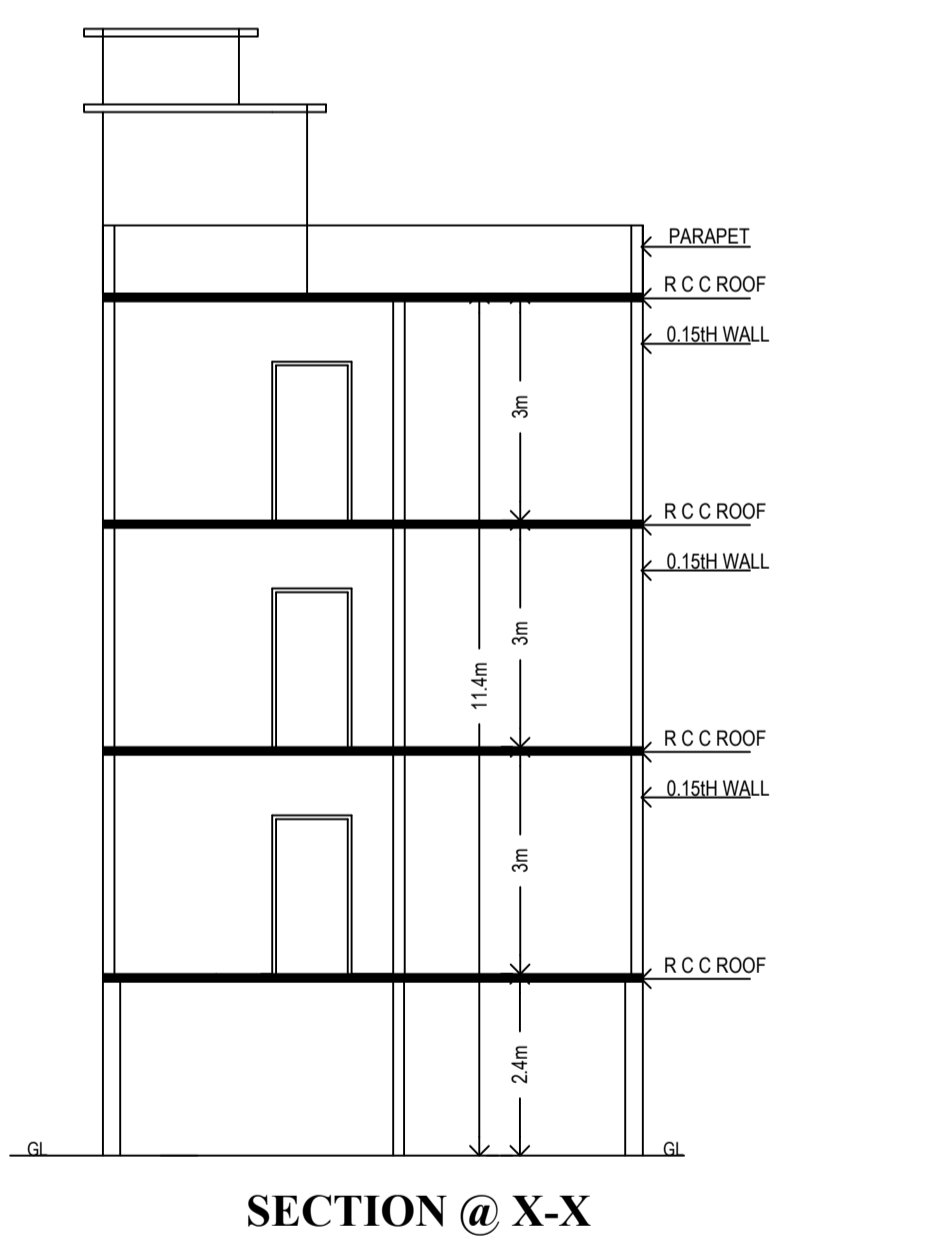 PARAPET
R C C ROOF
0.15tH WALL
3m
R C C ROOF
0.15tH WALL
3m
11.4m
R C C ROOF
0.15tH WALL
3m
R C C ROOF
2.4m
GL
GL
SECTION @ X-X